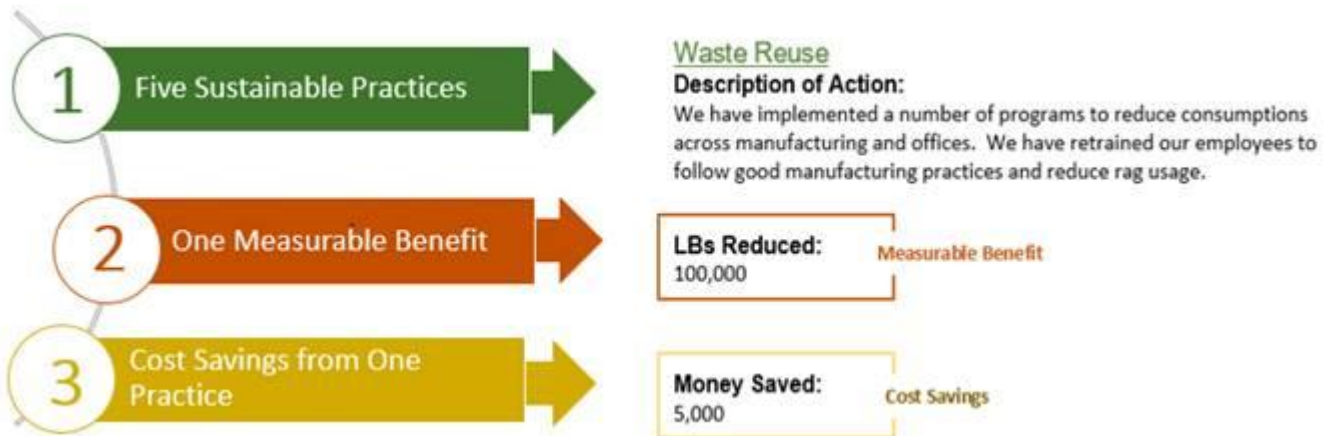 1
Five Sustainable Practices
Waste Reuse
Description of Action:
We have implemented a number of programs to reduce consumptions
across manufacturing and offices. We have retrained our employees to
follow good manufacturing practices and reduce rag usage.
2
One Measurable Benefit
LBs Reduced:
100,000
Measurable Benefit
3
Cost Savings from One
Practice
Money Saved:
5,000
Cost Savings